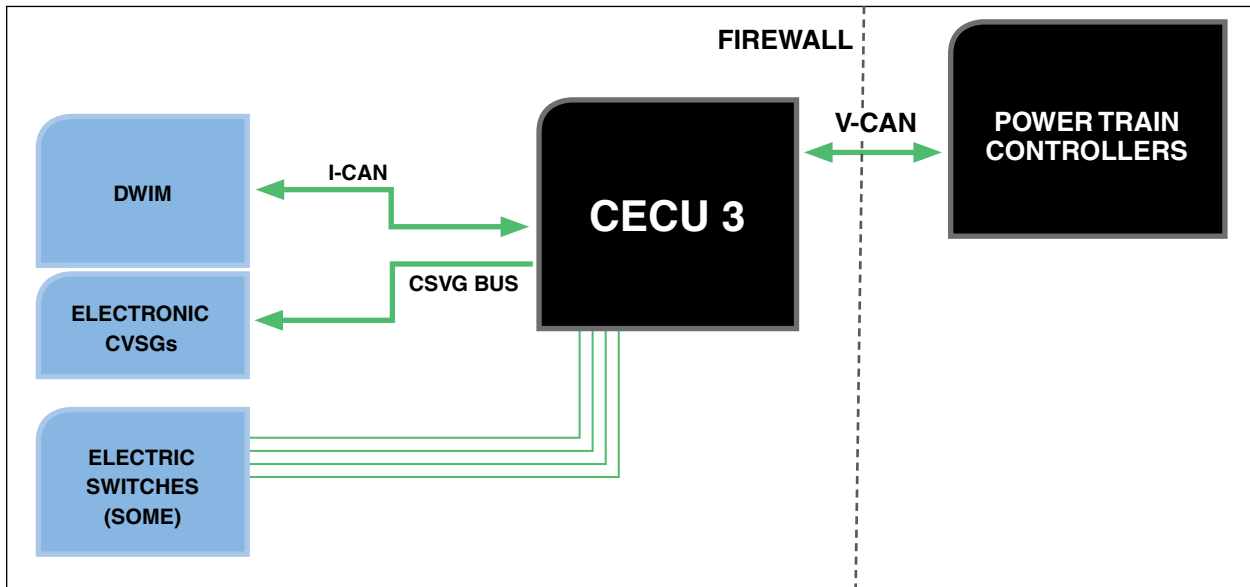 FIREWALL
POWER TRAIN
CONTROLLERS
V-CAN
CECU 3
I-CAN
DWIM
CSVG BUS
ELECTRONIC
CVSGs
ELECTRIC
SWITCHES
(SOME)